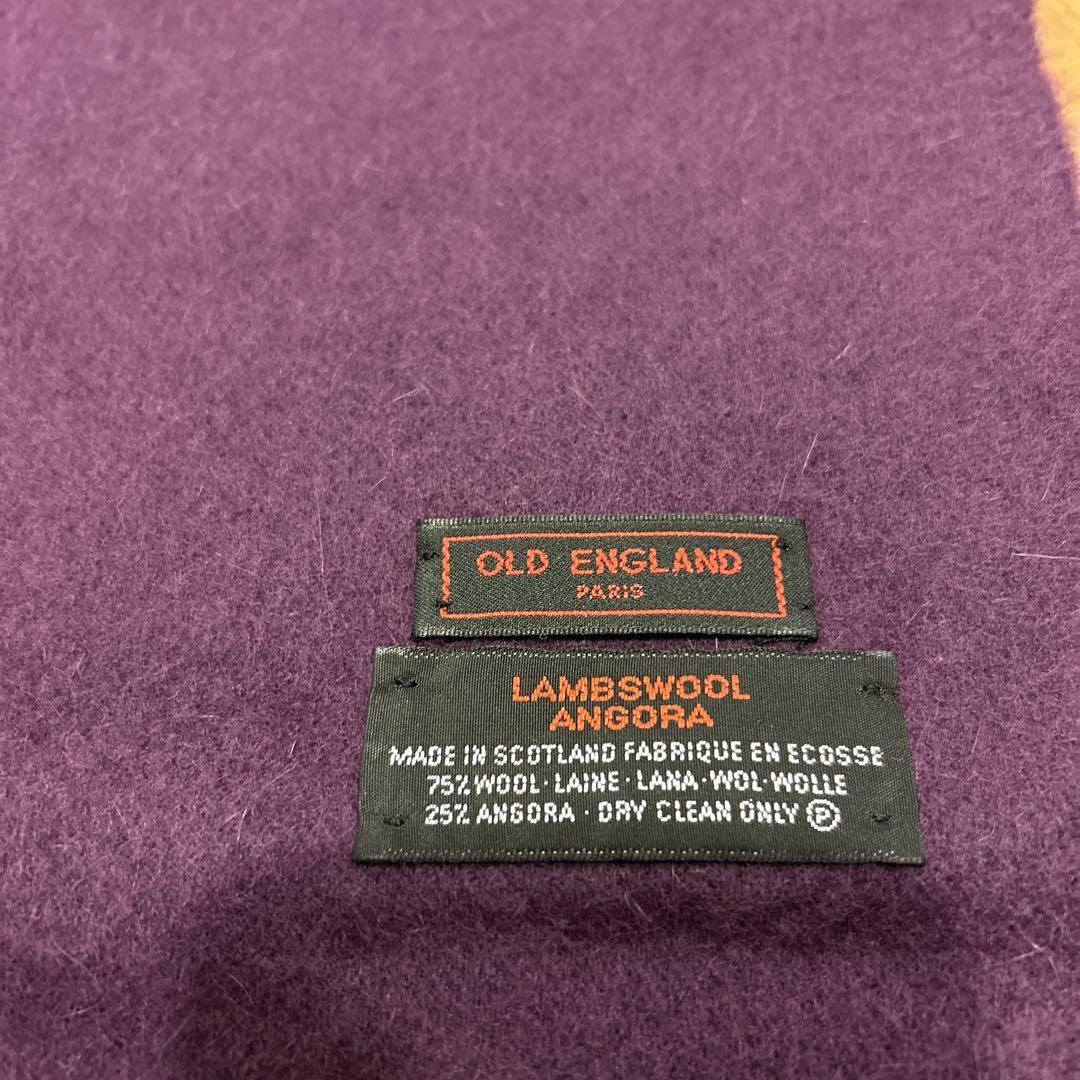 OLD ENGLAND
PARIS
LAMBSWOOL
ANGORA
MADE IN SCOTLAND FABRIQUE EN ECOSSE
75% WOOL · LAINE · LANA · WOL · WOLLE
25% ANGORA · DRY CLEAN ONLY Ⓟ